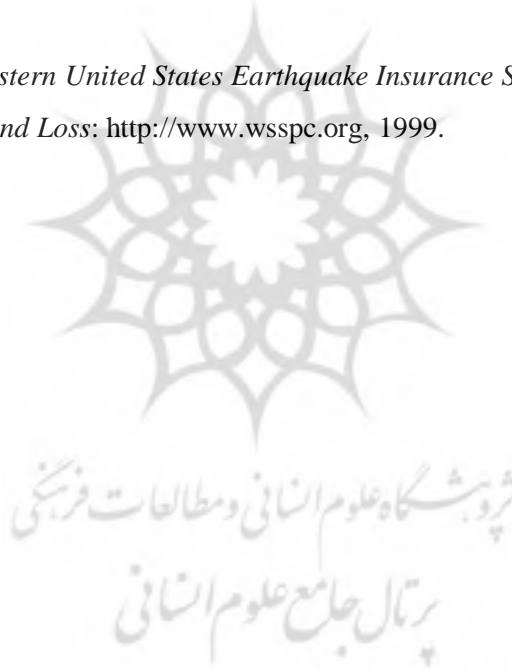 stern United States Earthquake Insurance S
nd Loss: http://www.wsspc.org, 1999.
پژوهشگاه علوم انسانی و مطالعات فرهنگی
پرتال جامع علوم انسانی